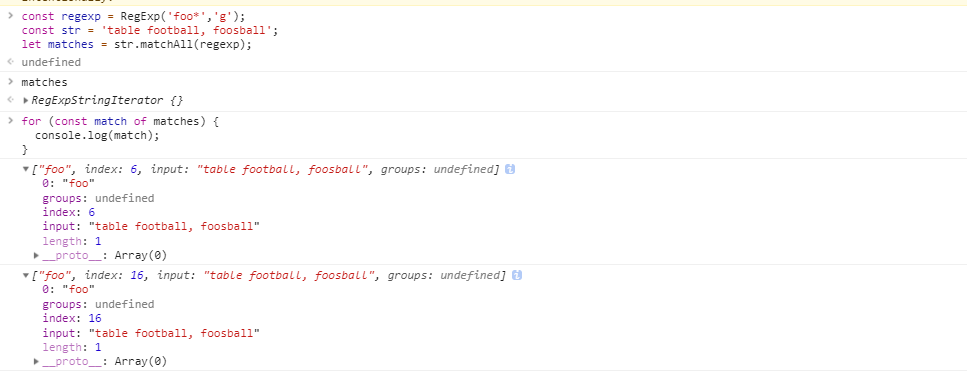 const regexp = RegExp('foo*','g');
const str = 'table football, foosball';
let matches = str.matchAll(regexp);
undefined
matches
RegExpStringIterator {}
for (const match of matches) {
console.log(match);
}
["foo", index: 6, input: "table football, foosball", groups: undefined]
0: "foo"
groups: undefined
index: 6
input: "table football, foosball"
length: 1
__proto__: Array(0)
["foo", index: 16, input: "table football, foosball", groups: undefined]
0: "foo"
groups: undefined
index: 16
input: "table football, foosball"
length: 1
__proto__: Array(0)